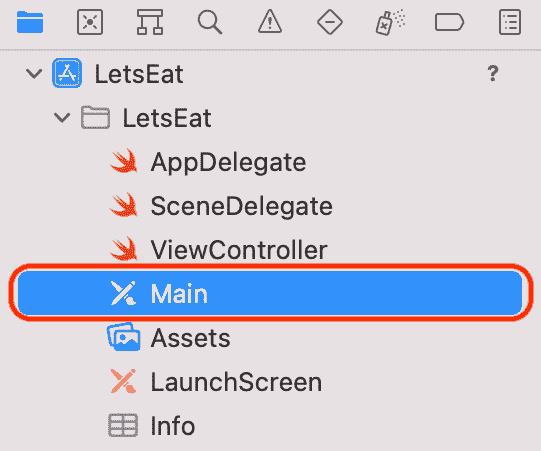 LetsEat ?
LetsEat
AppDelegate
SceneDelegate
ViewController
Main
Assets
LaunchScreen
Info